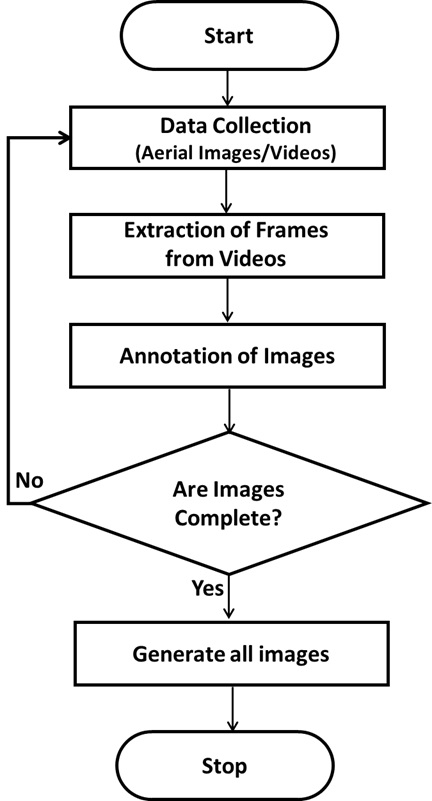 Start
Data Collection
(Aerial Images/Videos)
Extraction of Frames
from Videos
Annotation of Images
Are Images
Complete?
No
Yes
Generate all images
Stop